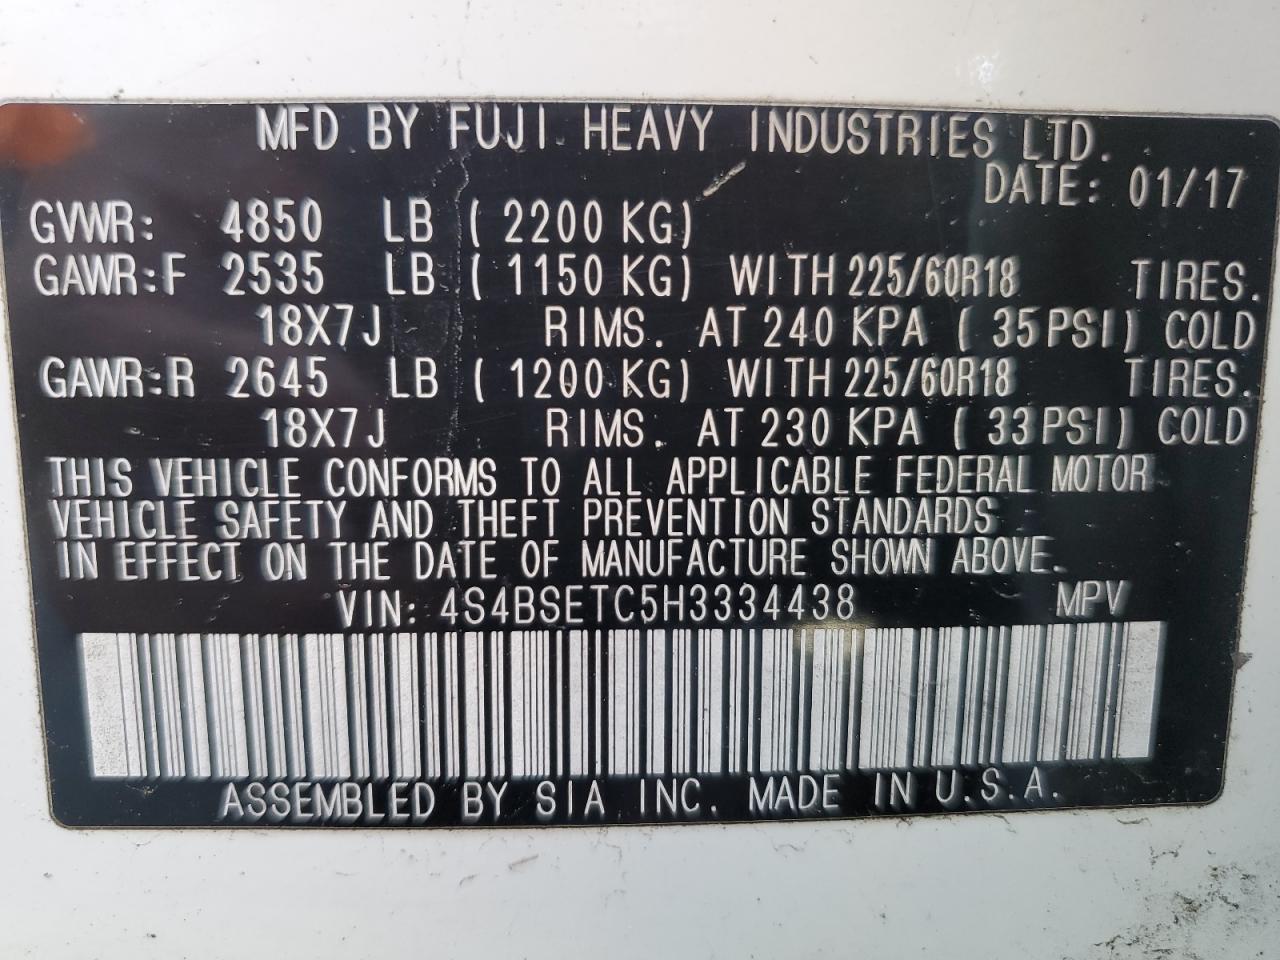 MFD BY FUJI HEAVY INDUSTRIES LTD.
DATE: 01/17
GVWR: 4850 LB ( 2200 KG)
GAWR:F 2535 LB ( 1150 KG) WITH 225/60R18 TIRES.
18X7J RIMS. AT 240 KPA ( 35 PSI) COLD
GAWR:R 2645 LB ( 1200 KG) WITH 225/60R18 TIRES.
18X7J RIMS. AT 230 KPA ( 33 PSI) COLD
THIS VEHICLE CONFORMS TO ALL APPLICABLE FEDERAL MOTOR
VEHICLE SAFETY AND THEFT PREVENTION STANDARDS
IN EFFECT ON THE DATE OF MANUFACTURE SHOWN ABOVE.
VIN: 4S4BSETC5H3334438 MPV
ASSEMBLED BY SIA INC. MADE IN U.S.A.